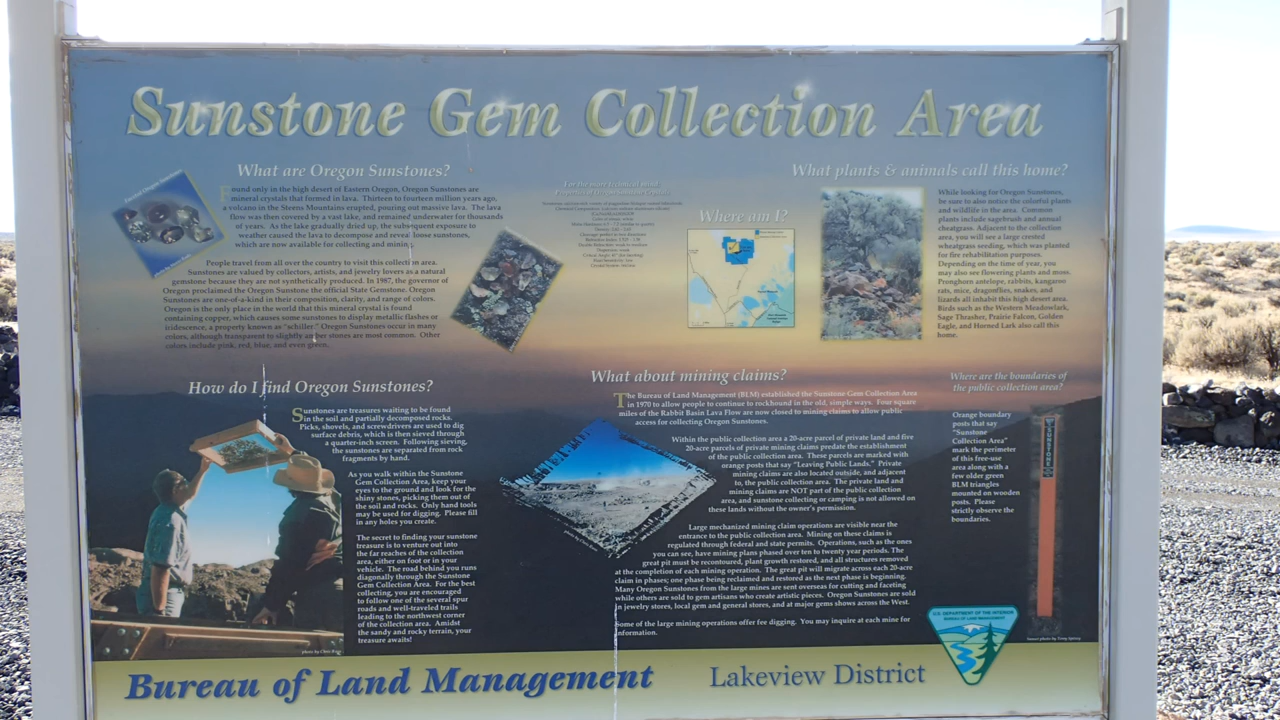 Sunstone Gem Collection Area
What are Oregon Sunstones?
Found only in the high desert of Eastern Oregon, Oregon Sunstones are
mineral crystals that formed in lava. Thirteen to fourteen million years ago,
a volcano in the Steens Mountains erupted, pouring out massive lava. The lava
flow was then covered by a vast lake, and remained underwater for thousands
of years. As the lake gradually dried up, the subsequent exposure to
weather caused the lava to decompose and reveal loose sunstones,
which are now available for collecting and mining.
People travel from all over the country to visit this collection area.
Sunstones are valued by collectors, artists, and jewelry lovers as a natural
gemstone because they are not synthetically produced. In 1987, the governor of
Oregon proclaimed the Oregon Sunstone the official State Gemstone. Oregon
Sunstones are one-of-a-kind in their composition, clarity, and range of colors.
Oregon is the only place in the world that this mineral crystal is found
containing copper, which causes some sunstones to display metallic flashes or
iridescence, a property known as "schiller." Oregon Sunstones occur in many
colors, although transparent to slightly amber stones are most common. Other
colors include pink, red, blue, and even green.
For the more technical mind:
Properties of Oregon Sunstone Crystals
Where am I?
What plants & animals call this home?
While looking for Oregon Sunstones,
be sure to also notice the colorful plants
and wildlife in the area. Common
plants include sagebrush and annual
cheatgrass. Adjacent to the collection
area, you will see a large crested
wheatgrass seeding, which was planted
for fire rehabilitation purposes.
Depending on the time of year, you
may also see flowering plants and moss.
Pronghorn antelope, rabbits, kangaroo
rats, mice, dragonflies, snakes, and
lizards all inhabit this high desert area.
Birds such as the Western Meadowlark,
Sage Thrasher, Prairie Falcon, Golden
Eagle, and Horned Lark also call this
home.
How do I find Oregon Sunstones?
Sunstones are treasures waiting to be found
in the soil and partially decomposed rocks.
Picks, shovels, and screwdrivers are used to dig
surface debris, which is then sieved through
a quarter-inch screen. Following sieving,
the sunstones are separated from rock
fragments by hand.
As you walk within the Sunstone
Gem Collection Area, keep your
eyes to the ground and look for the
shiny stones, picking them out of
the soil and rocks. Only hand tools
may be used for digging. Please fill
in any holes you create.
The secret to finding your sunstone
treasure is to venture out into
the far reaches of the collection
area, either on foot or in your
vehicle. The road behind you runs
diagonally through the Sunstone
Gem Collection Area. For the best
collecting, you are encouraged
to follow one of the several spur
roads and well-traveled trails
leading to the northwest corner
of the collection area. Amidst
the sandy and rocky terrain, your
treasure awaits!
What about mining claims?
The Bureau of Land Management (BLM) established the Sunstone Gem Collection Area
in 1970 to allow people to continue to rockhound in the old, simple ways. Four square
miles of the Rabbit Basin Lava Flow are now closed to mining claims to allow public
access for collecting Oregon Sunstones.
Within the public collection area a 20-acre parcel of private land and five
20-acre parcels of private mining claims predate the establishment
of the public collection area. These parcels are marked with
orange posts that say "Leaving Public Lands." Private
mining claims are also located outside, and adjacent
to, the public collection area. The private land and
mining claims are NOT part of the public collection
area, and sunstone collecting or camping is not allowed on
these lands without the owner's permission.
Large mechanized mining claim operations are visible near the
entrance to the public collection area. Mining on these claims is
regulated through federal and state permits. Operations, such as the ones
you can see, have mining plans phased over ten to twenty year periods. The
great pit must be recontoured, plant growth restored, and all structures removed
at the completion of each mining operation. The great pit will migrate across each 20-acre
claim in phases; one phase being reclaimed and restored as the next phase is beginning.
Many Oregon Sunstones from the large mines are sent overseas for cutting and faceting
while others are sold to gem artisans who create artistic pieces. Oregon Sunstones are sold
in jewelry stores, local gem and general stores, and at major gems shows across the West.
Some of the large mining operations offer fee digging. You may inquire at each mine for
information.
Where are the boundaries of
the public collection area?
Orange boundary
posts that say
"Sunstone
Collection Area"
mark the perimeter
of this free-use
area along with a
few older green
BLM triangles
mounted on wooden
posts. Please
strictly observe the
boundaries.
SUNSTONE
U.S. DEPARTMENT OF THE INTERIOR
BUREAU OF LAND MANAGEMENT
Bureau of Land Management
Lakeview District